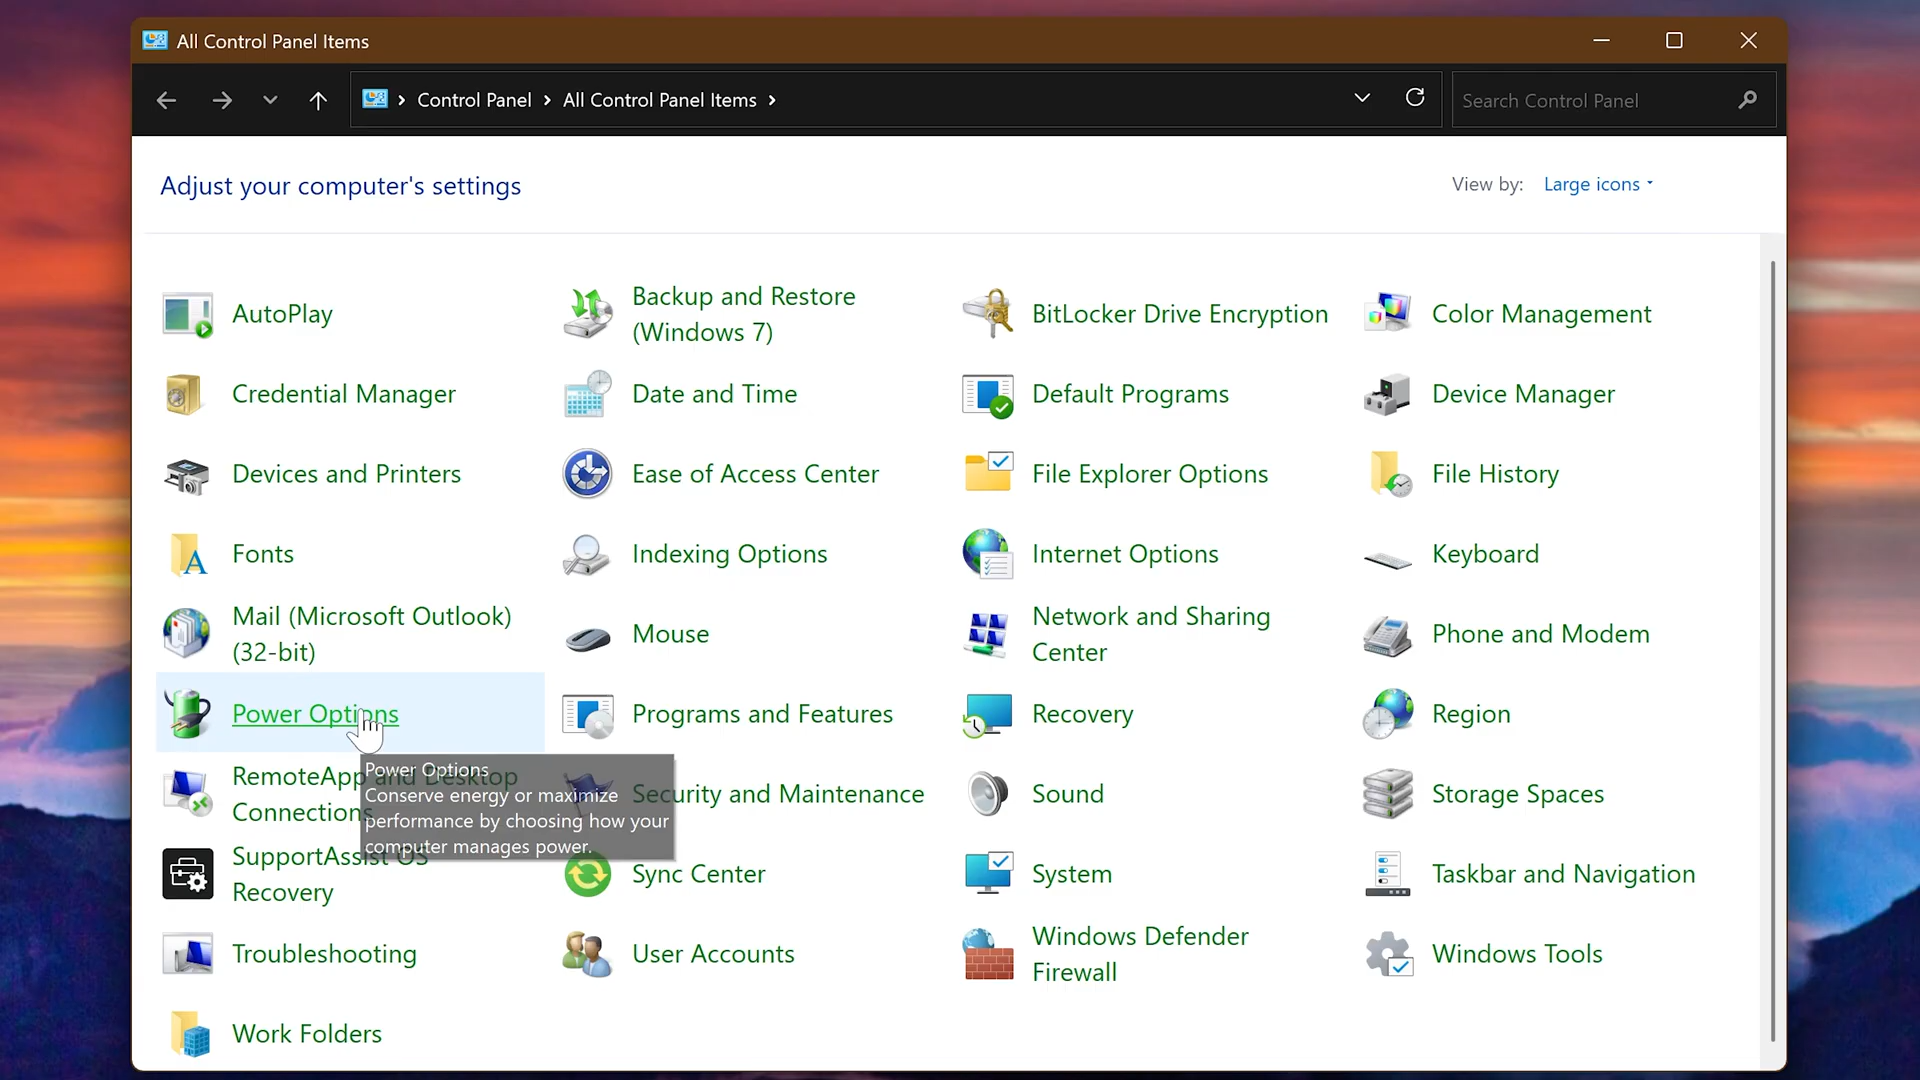 All Control Panel Items
Control Panel
All Control Panel Items
Search Control Panel
Adjust your computer's settings
View by:
Large icons
AutoPlay
Backup and Restore
(Windows 7)
BitLocker Drive Encryption
Color Management
Credential Manager
Date and Time
Default Programs
Device Manager
Devices and Printers
Ease of Access Center
File Explorer Options
File History
Fonts
Indexing Options
Internet Options
Keyboard
Mail (Microsoft Outlook)
(32-bit)
Mouse
Network and Sharing
Center
Phone and Modem
Power Options
Programs and Features
Recovery
Region
RemoteApp and Desktop
Connections
Power Options
Conserve energy or maximize
performance by choosing how your
computer manages power.
Security and Maintenance
Sound
Storage Spaces
SupportAssist OS
Recovery
Sync Center
System
Taskbar and Navigation
Troubleshooting
User Accounts
Windows Defender
Firewall
Windows Tools
Work Folders